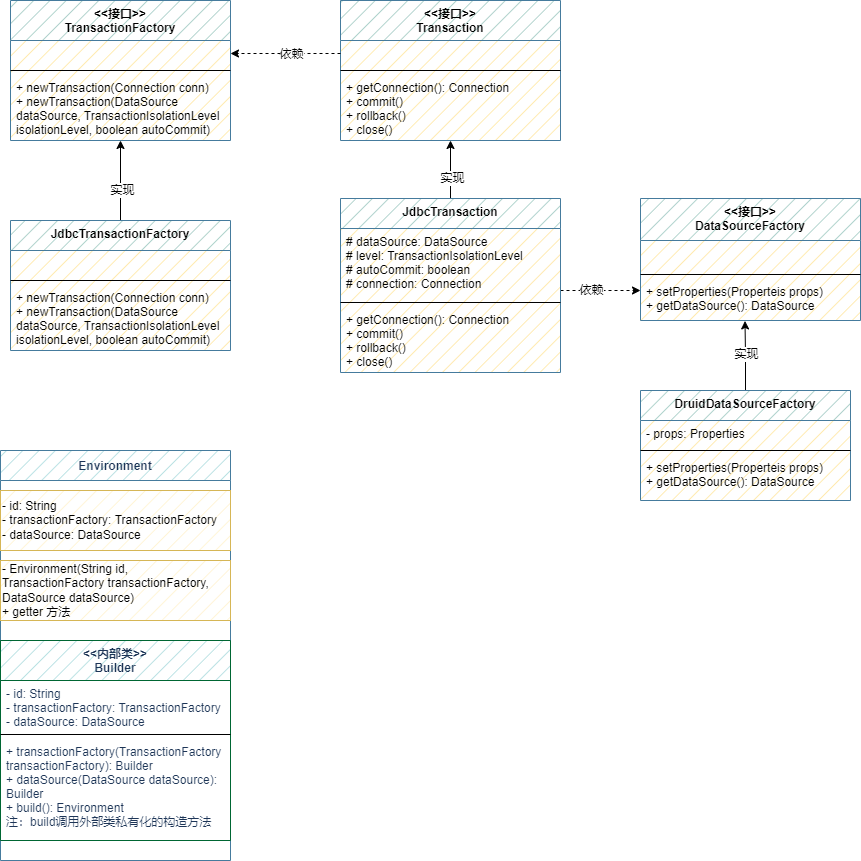 <<接口>>
TransactionFactory
+ newTransaction(Connection conn)
+ newTransaction(DataSource
dataSource, TransactionIsolationLevel
isolationLevel, boolean autoCommit)
依赖
<<接口>>
Transaction
+ getConnection(): Connection
+ commit()
+ rollback()
+ close()
实现
实现
JdbcTransactionFactory
+ newTransaction(Connection conn)
+ newTransaction(DataSource
dataSource, TransactionIsolationLevel
isolationLevel, boolean autoCommit)
JdbcTransaction
# dataSource: DataSource
# level: TransactionIsolationLevel
# autoCommit: boolean
# connection: Connection
+ getConnection(): Connection
+ commit()
+ rollback()
+ close()
依赖
<<接口>>
DataSourceFactory
+ setProperties(Properteis props)
+ getDataSource(): DataSource
实现
DruidDataSourceFactory
- props: Properties
+ setProperties(Properteis props)
+ getDataSource(): DataSource
Environment
- id: String
- transactionFactory: TransactionFactory
- dataSource: DataSource
- Environment(String id,
TransactionFactory transactionFactory,
DataSource dataSource)
+ getter 方法
<<内部类>>
Builder
- id: String
- transactionFactory: TransactionFactory
- dataSource: DataSource
+ transactionFactory(TransactionFactory
transactionFactory): Builder
+ dataSource(DataSource dataSource):
Builder
+ build(): Environment
注：build调用外部类私有化的构造方法